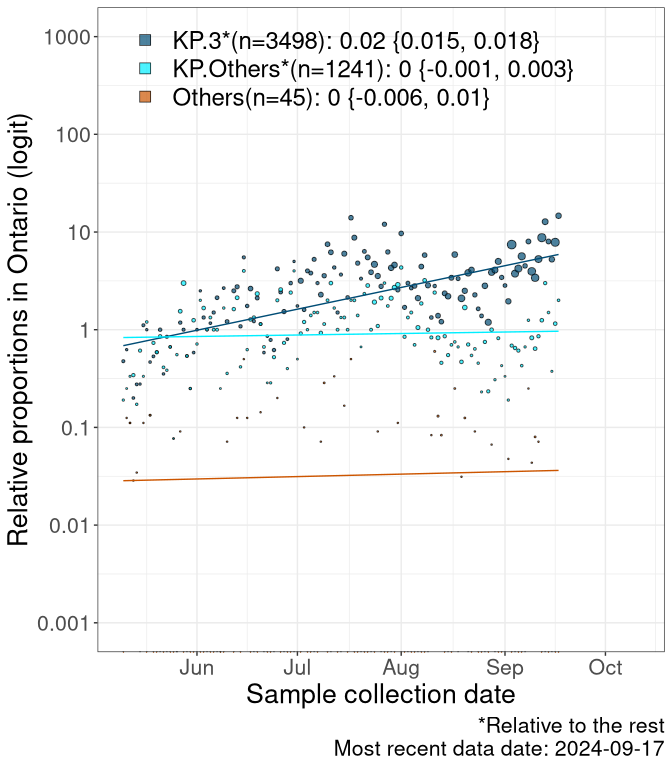 KP.3*(n=3498): 0.02 {0.015, 0.018}
KP.Others*(n=1241): 0 {-0.001, 0.003}
Others(n=45): 0 {-0.006, 0.01}
Relative proportions in Ontario (logit)
1000
100
10
1
0.1
0.01
0.001
Jun Jul Aug Sep Oct
Sample collection date
*Relative to the rest
Most recent data date: 2024-09-17